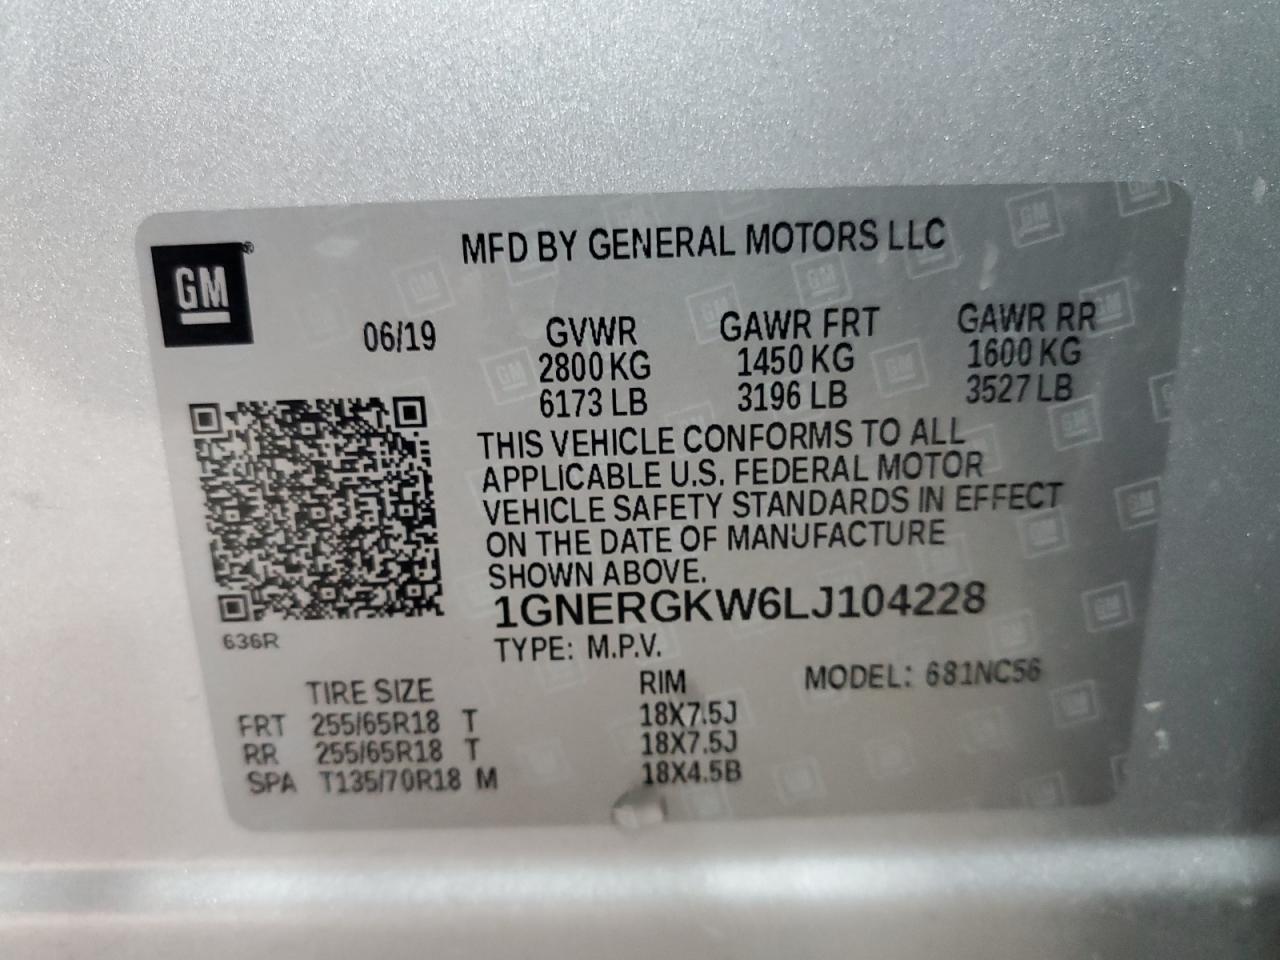 GM
MFD BY GENERAL MOTORS LLC
06/19 GVWR GAWR FRT GAWR RR
2800 KG 1450 KG 1600 KG
6173 LB 3196 LB 3527 LB
THIS VEHICLE CONFORMS TO ALL
APPLICABLE U.S. FEDERAL MOTOR
VEHICLE SAFETY STANDARDS IN EFFECT
ON THE DATE OF MANUFACTURE
SHOWN ABOVE.
1GNERGKW6LJ104228
636R
TYPE: M.P.V.
TIRE SIZE RIM MODEL: 681NC56
FRT 255/65R18 T 18X7.5J
RR 255/65R18 T 18X7.5J
SPA T135/70R18 M 18X4.5B